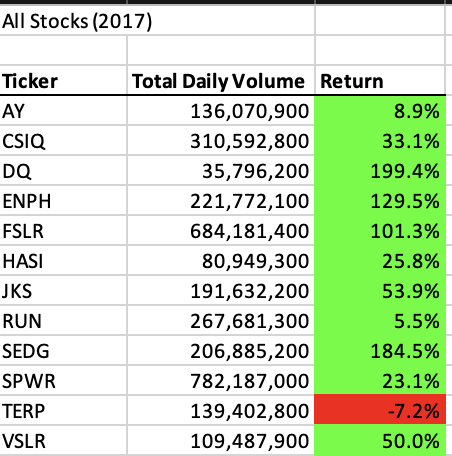 All Stocks (2017)
Ticker Total Daily Volume Return
AY 136,070,900 8.9%
CSIQ 310,592,800 33.1%
DQ 35,796,200 199.4%
ENPH 221,772,100 129.5%
FSLR 684,181,400 101.3%
HASI 80,949,300 25.8%
JKS 191,632,200 53.9%
RUN 267,681,300 5.5%
SEDG 206,885,200 184.5%
SPWR 782,187,000 23.1%
TERP 139,402,800 -7.2%
VSLR 109,487,900 50.0%